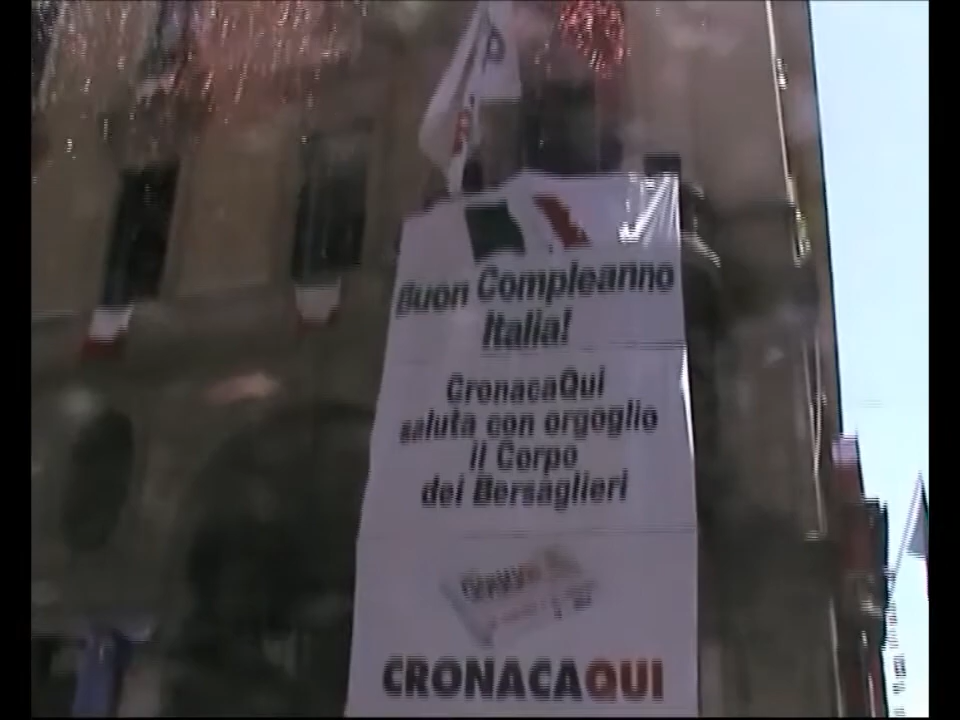 Buon Compleanno
Italia!
CronacaQui
saluta con orgoglio
il Corpo
dei Bersaglieri
CRONACAQUI